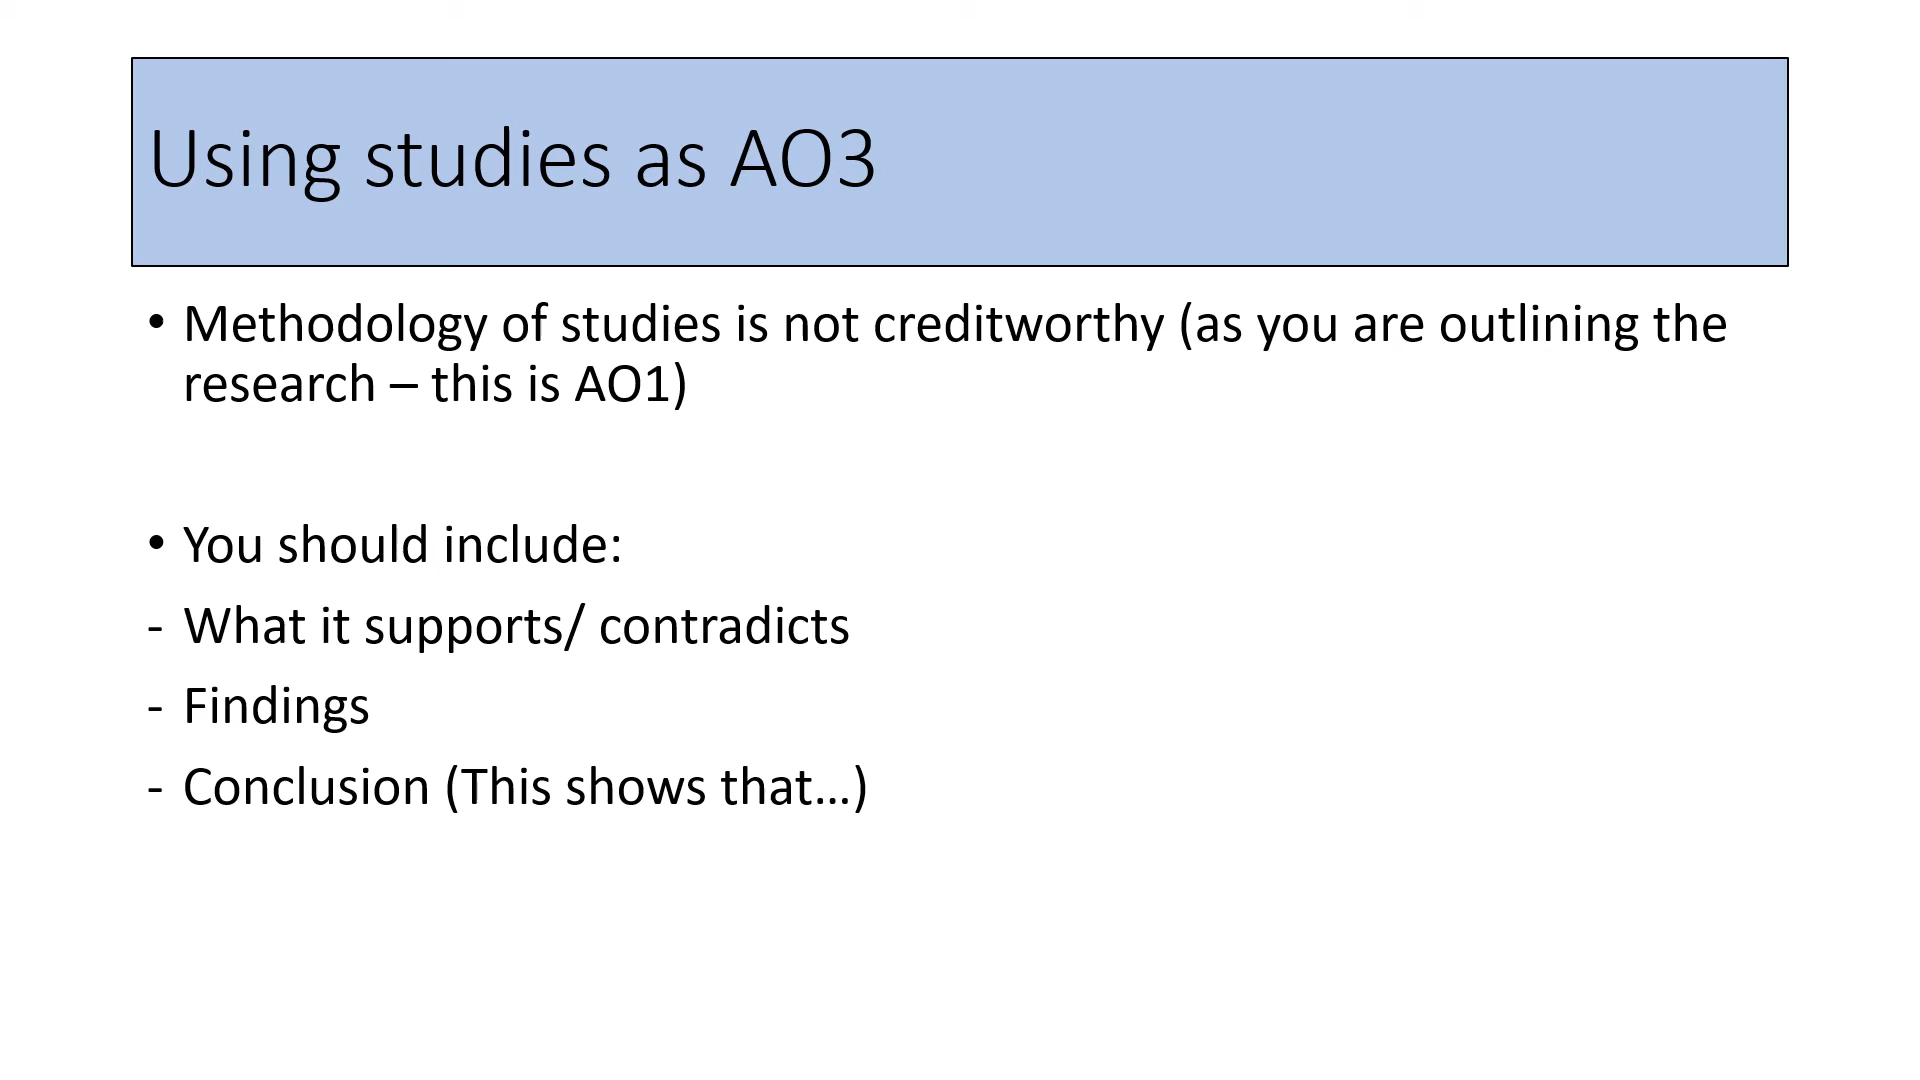 Using studies as AO3
• Methodology of studies is not creditworthy (as you are outlining the
research – this is AO1)
• You should include:
- What it supports/ contradicts
- Findings
- Conclusion (This shows that…)